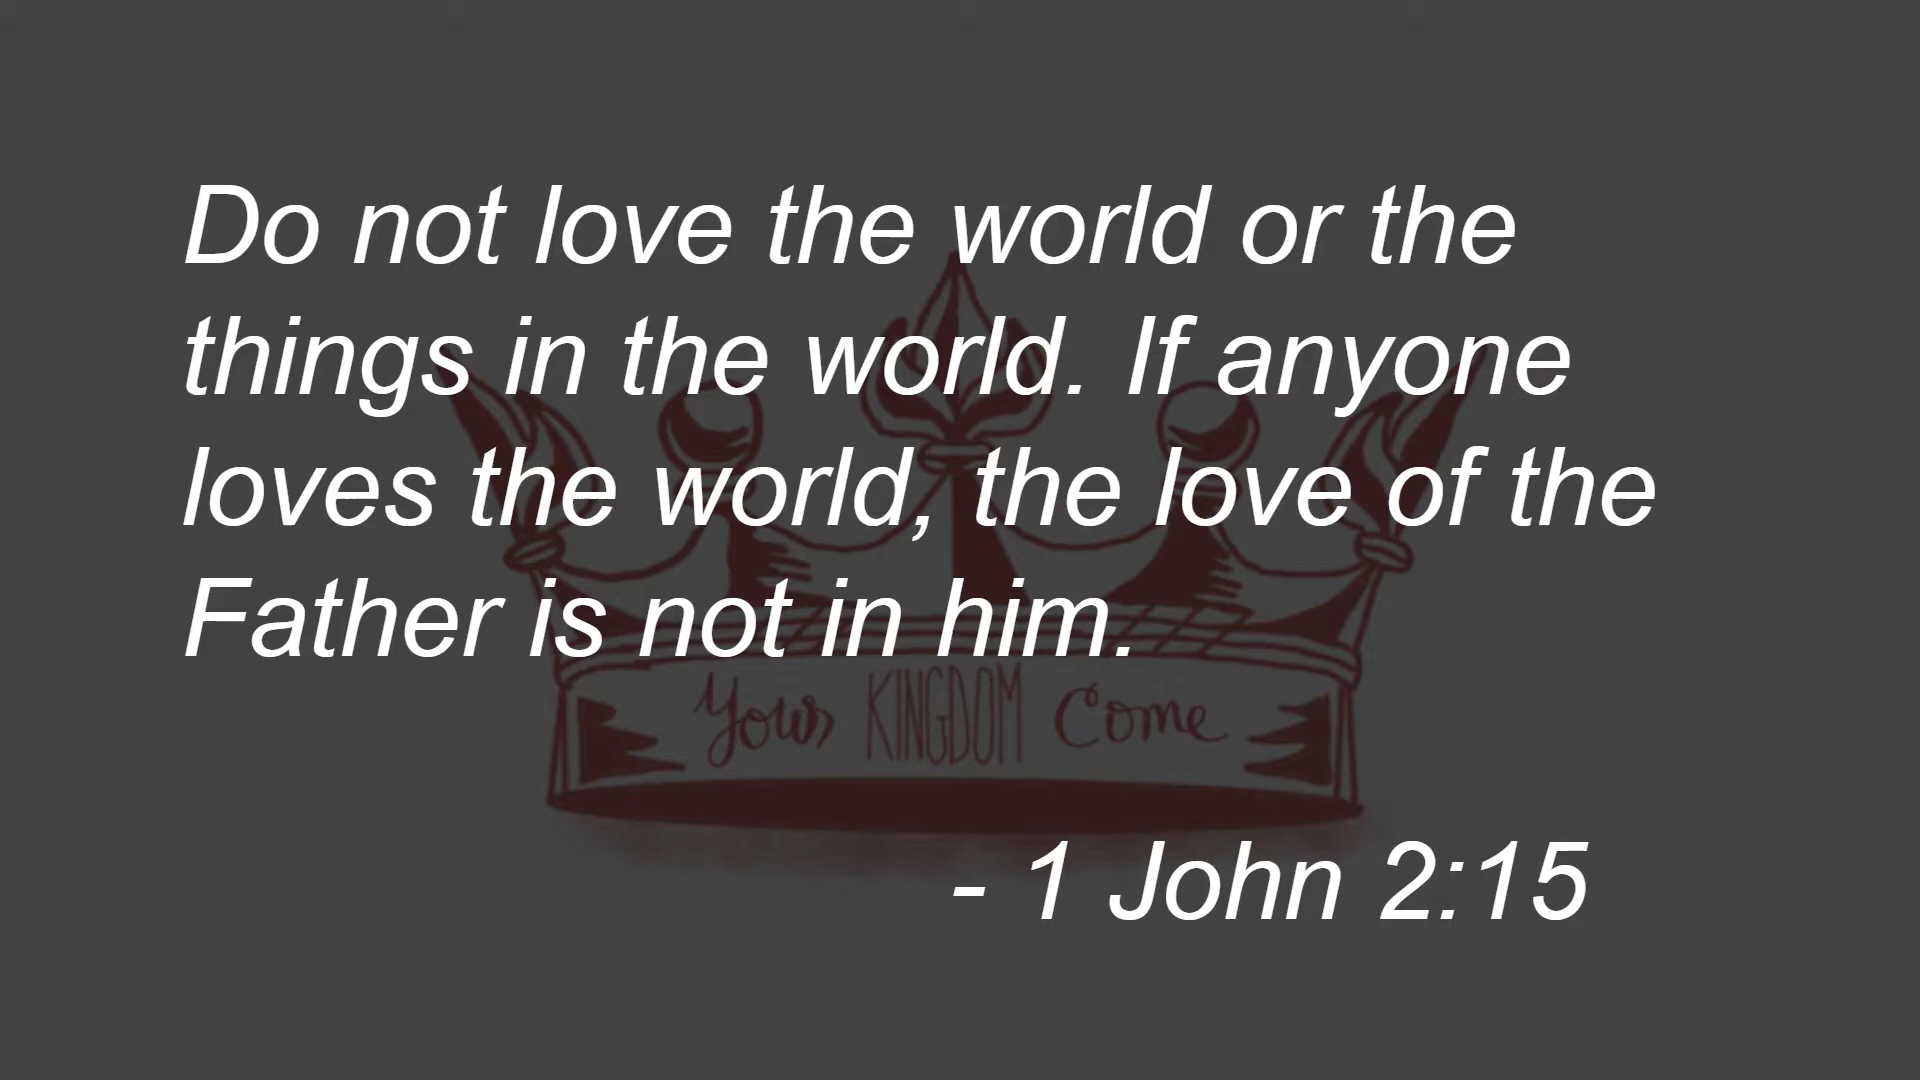 Do not love the world or the
things in the world. If anyone
loves the world, the love of the
Father is not in him.
Your KINGDOM Come
- 1 John 2:15